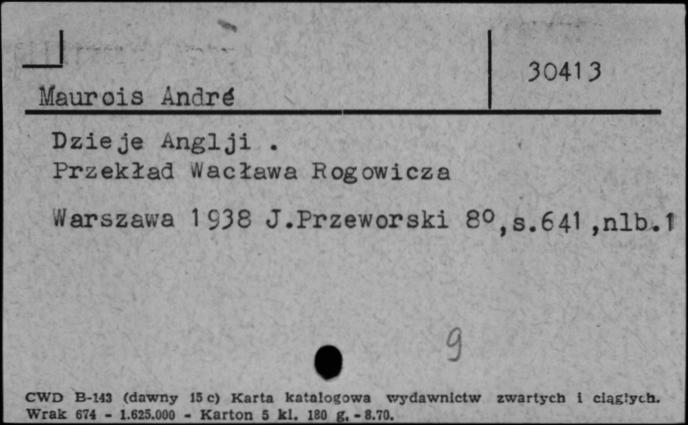 30413
Maurois André
Dzieje Anglji .
Przekład Wacława Rogowicza
Warszawa 1938 J.Przeworski 8º,s.641,nlb.1
9
CWD B-143 (dawny 15 c) Karta katalogowa wydawnictw zwartych i ciągłych.
Wrak 674 - 1.625.000 - Karton 5 kl. 180 g. - 8.70.